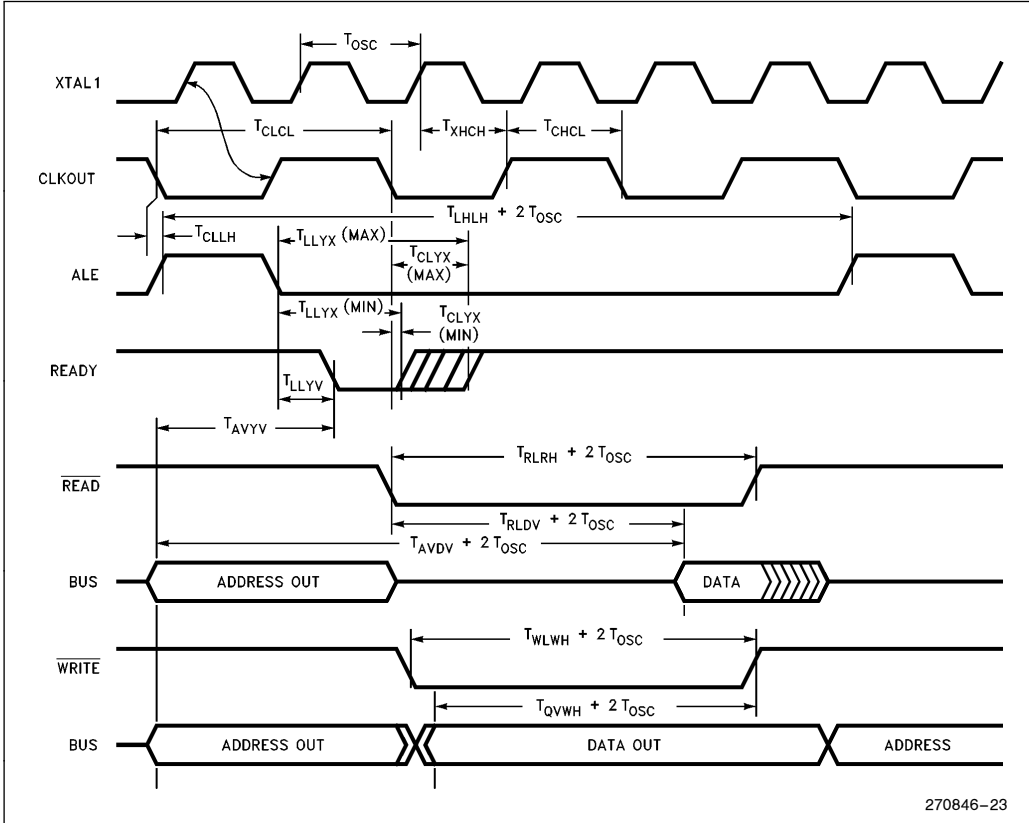 T_OSC
XTAL1
T_CLCL
T_XHCH
T_CHCL
CLKOUT
T_LHLH + 2 T_OSC
T_CLLH
T_LLYX (MAX)
T_CLYX
(MAX)
ALE
T_LLYX (MIN)
T_CLYX
(MIN)
READY
T_LLYV
T_AVYV
T_RLRH + 2 T_OSC
READ
T_RLDV + 2 T_OSC
T_AVDV + 2 T_OSC
BUS
ADDRESS OUT
DATA
T_WLWH + 2 T_OSC
WRITE
T_QVWH + 2 T_OSC
BUS
ADDRESS OUT
DATA OUT
ADDRESS
270846–23